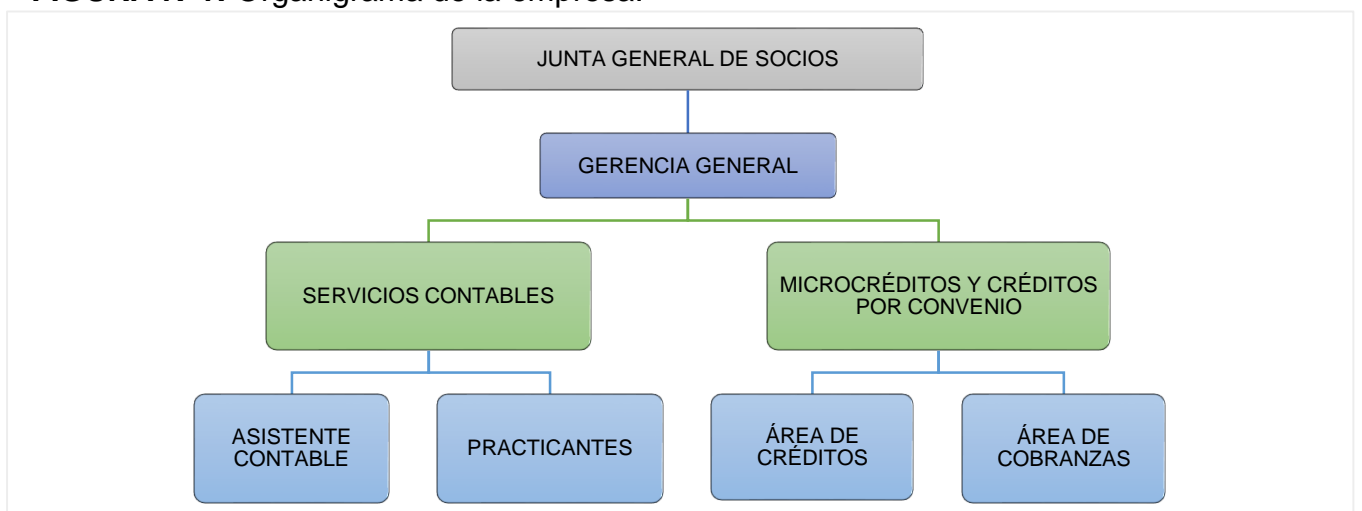 Organigrama de la empresa.
JUNTA GENERAL DE SOCIOS
GERENCIA GENERAL
SERVICIOS CONTABLES
MICROCRÉDITOS Y CRÉDITOS
POR CONVENIO
ASISTENTE
CONTABLE
PRACTICANTES
ÁREA DE
CRÉDITOS
ÁREA DE
COBRANZAS